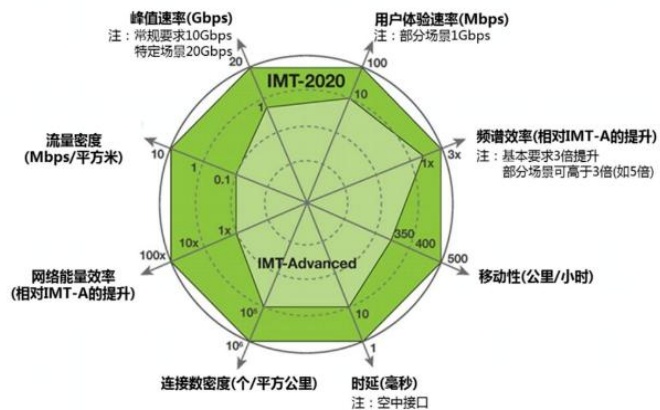 峰值速率(Gbps)
注：常规要求10Gbps
特定场景20Gbps
用户体验速率(Mbps)
注：部分场景1Gbps
20
100
IMT-2020
1
10
流量密度
(Mbps/平方米)
10
1
0.1
频谱效率(相对IMT-A的提升)
1x
3x
注：基本要求3倍提升
部分场景可高于3倍(如5倍)
网络能量效率
(相对IMT-A的提升)
100x
10x
1x
350
400
500
移动性(公里/小时)
IMT-Advanced
10⁵
10⁶
10
1
连接数密度(个/平方公里)
时延(毫秒)
注：空中接口